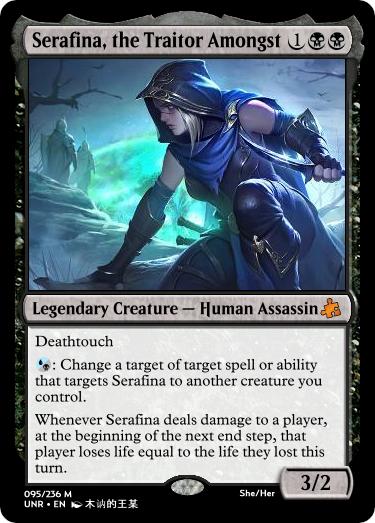 Serafina, the Traitor Amongst 1
Legendary Creature — Human Assassin
Deathtouch
: Change a target of target spell or ability
that targets Serafina to another creature you
control.
Whenever Serafina deals damage to a player,
at the beginning of the next end step, that
player loses life equal to the life they lost this
turn.
3/2
095/236 M
She/Her
UNR • EN 木讷的王某